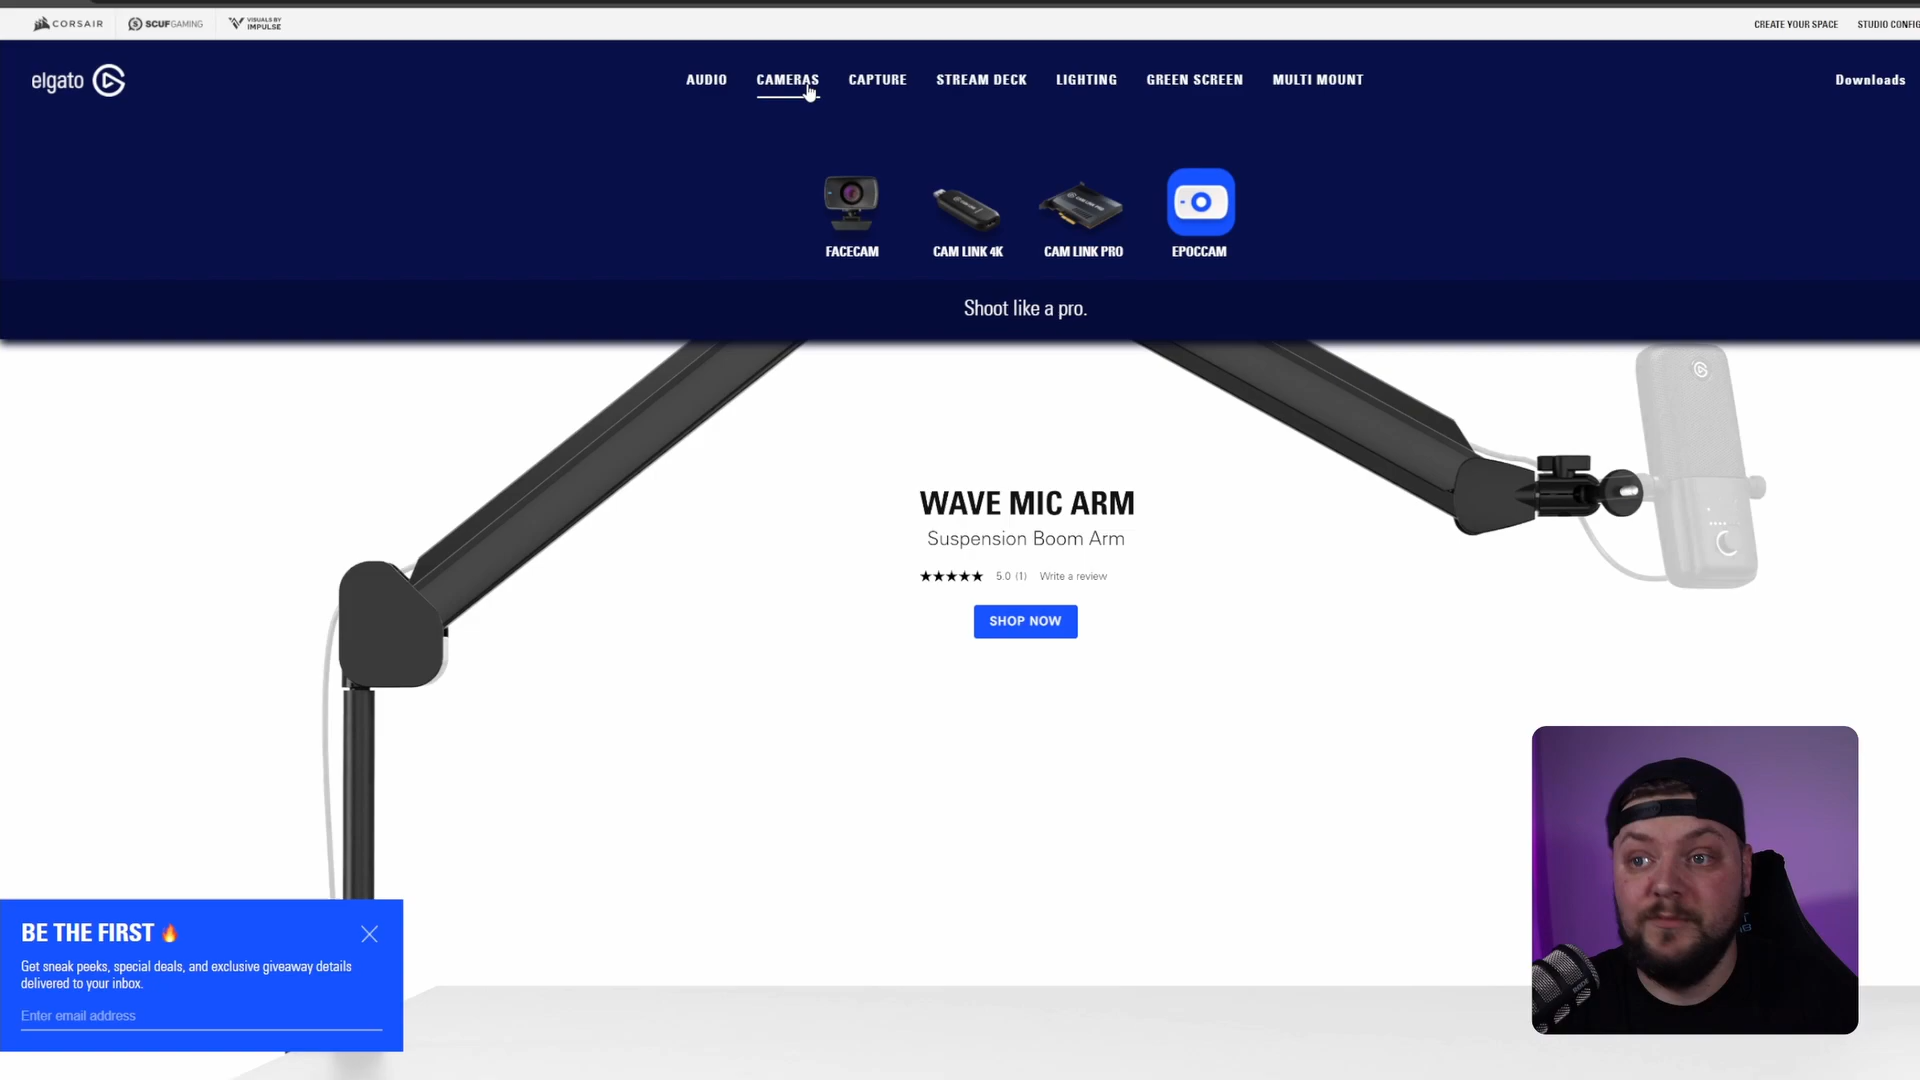 CORSAIR
SCUFGAMING
VISUALS BY
IMPULSE
CREATE YOUR SPACE
STUDIO CONFIG
elgato
AUDIO
CAMERAS
CAPTURE
STREAM DECK
LIGHTING
GREEN SCREEN
MULTI MOUNT
Downloads
FACECAM
CAM LINK 4K
CAM LINK PRO
EPOCCAM
Shoot like a pro.
WAVE MIC ARM
Suspension Boom Arm
★★★★★ 5.0 (1) Write a review
SHOP NOW
BE THE FIRST 🔥
Get sneak peeks, special deals, and exclusive giveaway details
delivered to your inbox.
Enter email address